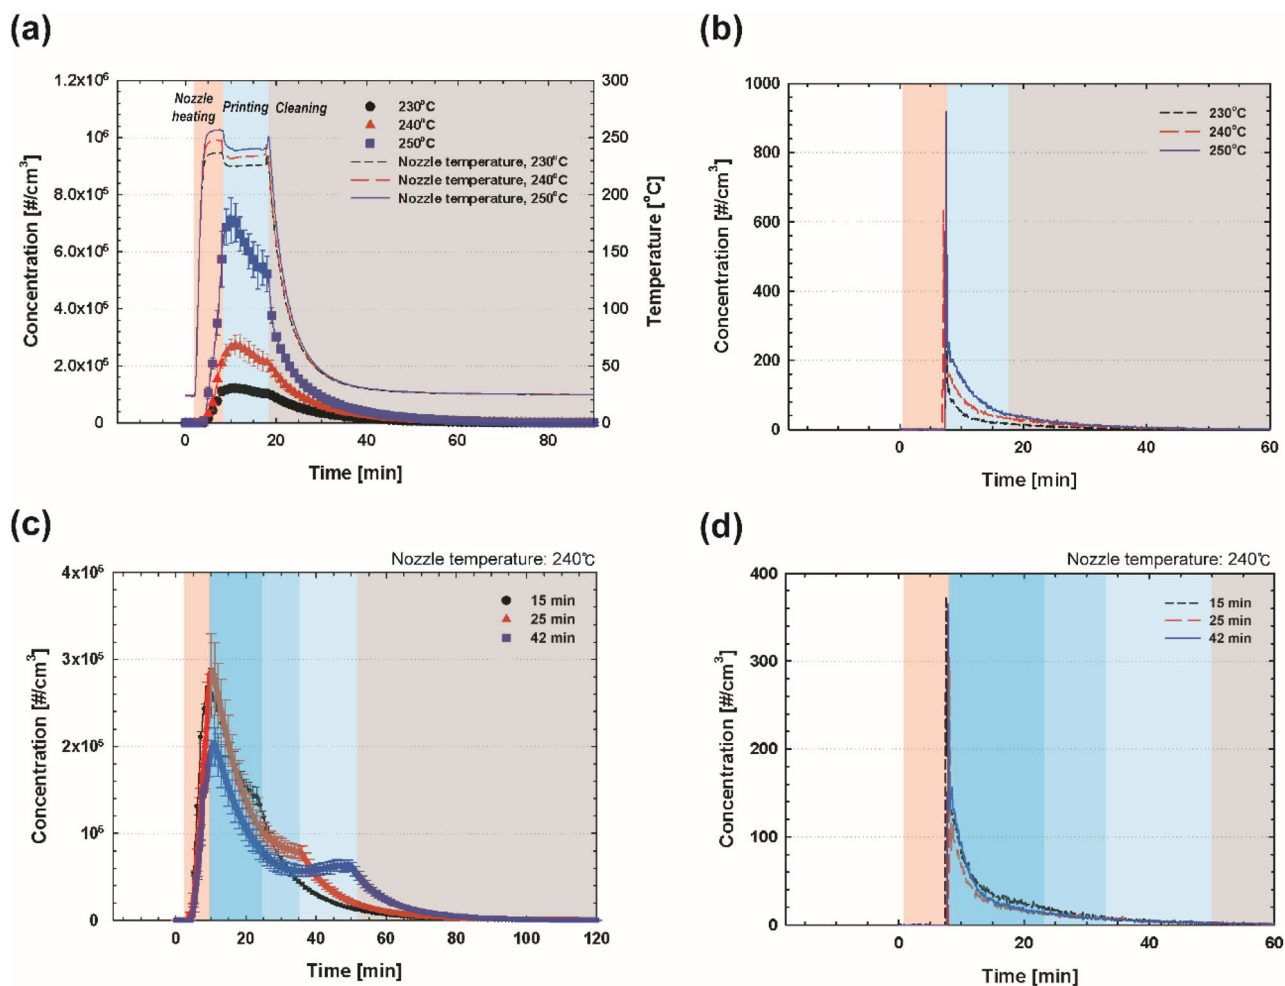 (a)
1.2x10⁶
10⁶
8.0x10⁵
6.0x10⁵
4.0x10⁵
2.0x10⁵
0
Concentration [#/cm³]
Nozzle heating
Printing
Cleaning
230°C
240°C
250°C
Nozzle temperature, 230°C
Nozzle temperature, 240°C
Nozzle temperature, 250°C
300
250
200
150
100
50
0
Temperature [°C]
0 20 40 60 80
Time [min]
(b)
1000
800
600
400
200
0
Concentration [#/cm³]
230°C
240°C
250°C
0 20 40 60
Time [min]
(c)
Nozzle temperature: 240℃
4x10⁵
3x10⁵
2x10⁵
10⁵
0
Concentration [#/cm³]
15 min
25 min
42 min
0 20 40 60 80 100 120
Time [min]
(d)
Nozzle temperature: 240℃
400
300
200
100
0
Concentration [#/cm³]
15 min
25 min
42 min
0 20 40 60
Time [min]